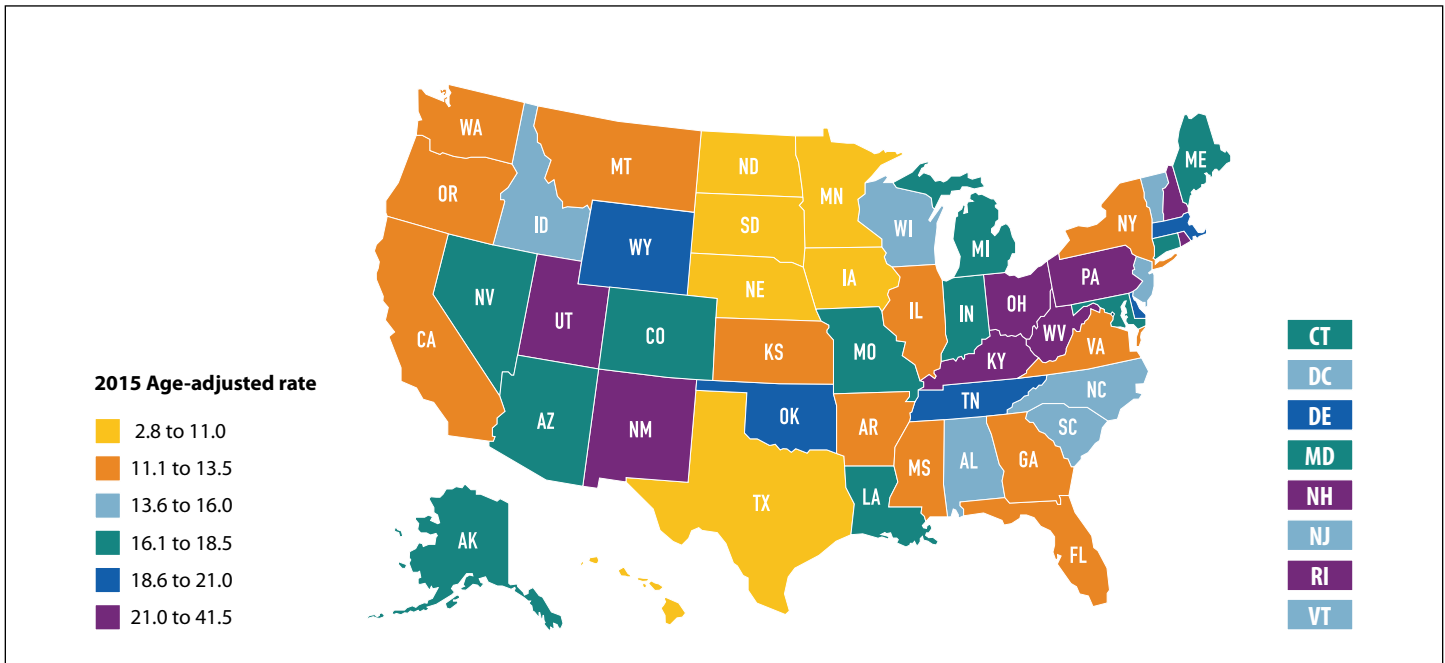 WA
MT
ND
MN
ME
OR
ID
SD
WI
NY
WY
MI
NE
IA
PA
NV
UT
CO
IL
IN
OH
WV
VA
CA
KS
MO
KY
2015 Age-adjusted rate
2.8 to 11.0
11.1 to 13.5
13.6 to 16.0
16.1 to 18.5
18.6 to 21.0
21.0 to 41.5
AZ
NM
OK
AR
TN
NC
SC
MS
AL
GA
TX
LA
FL
AK
CT
DC
DE
MD
NH
NJ
RI
VT